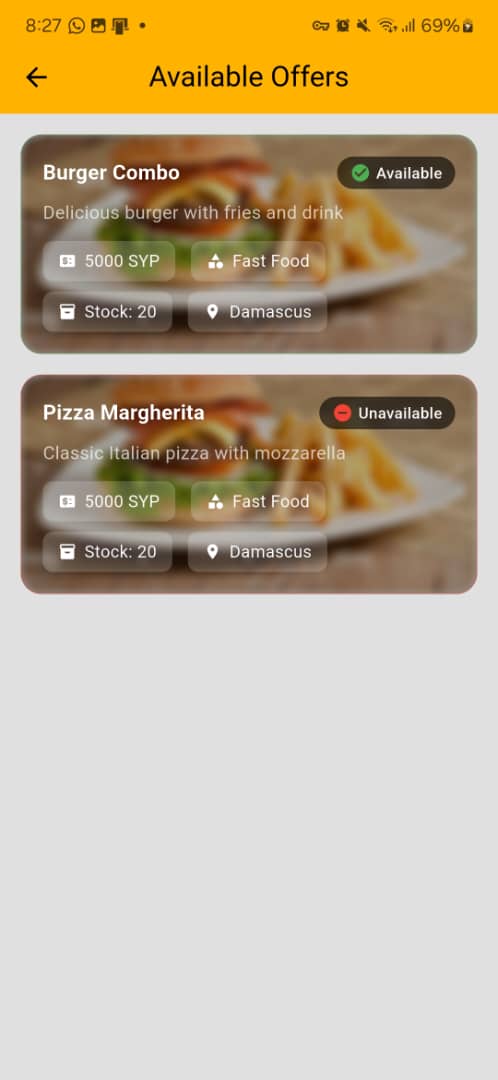 8:27 69%
Available Offers
Burger Combo Available
Delicious burger with fries and drink
5000 SYP Fast Food
Stock: 20 Damascus
Pizza Margherita Unavailable
Classic Italian pizza with mozzarella
5000 SYP Fast Food
Stock: 20 Damascus